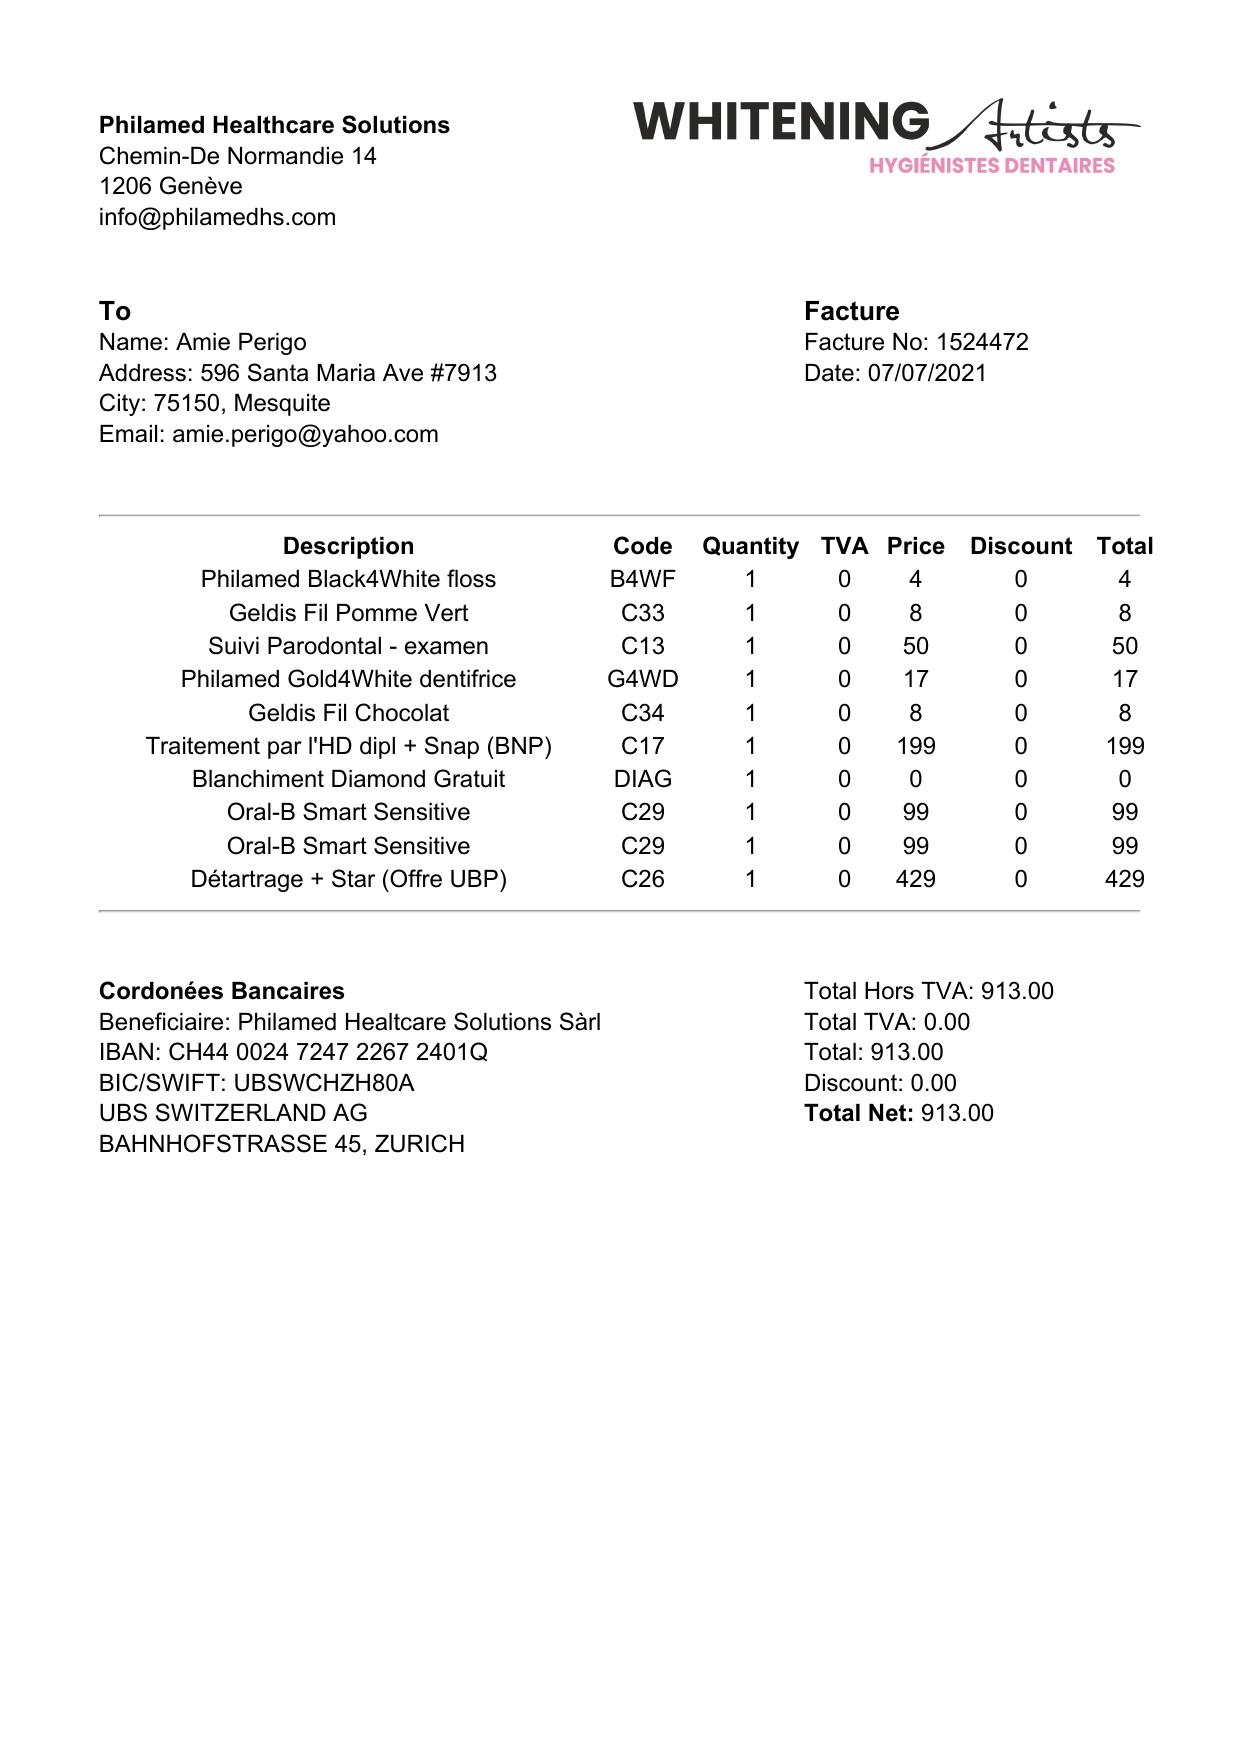 Philamed Healthcare Solutions
Chemin-De Normandie 14
1206 Genève
info@philamedhs.com
WHITENING Artists
HYGIÉNISTES DENTAIRES
To
Name: Amie Perigo
Address: 596 Santa Maria Ave #7913
City: 75150, Mesquite
Email: amie.perigo@yahoo.com
Facture
Facture No: 1524472
Date: 07/07/2021
Description Code Quantity TVA Price Discount Total
Philamed Black4White floss B4WF 1 0 4 0 4
Geldis Fil Pomme Vert C33 1 0 8 0 8
Suivi Parodontal - examen C13 1 0 50 0 50
Philamed Gold4White dentifrice G4WD 1 0 17 0 17
Geldis Fil Chocolat C34 1 0 8 0 8
Traitement par l'HD dipl + Snap (BNP) C17 1 0 199 0 199
Blanchiment Diamond Gratuit DIAG 1 0 0 0 0
Oral-B Smart Sensitive C29 1 0 99 0 99
Oral-B Smart Sensitive C29 1 0 99 0 99
Détartrage + Star (Offre UBP) C26 1 0 429 0 429
Cordonées Bancaires
Beneficiaire: Philamed Healtcare Solutions Sàrl
IBAN: CH44 0024 7247 2267 2401Q
BIC/SWIFT: UBSWCHZH80A
UBS SWITZERLAND AG
BAHNHOFSTRASSE 45, ZURICH
Total Hors TVA: 913.00
Total TVA: 0.00
Total: 913.00
Discount: 0.00
Total Net: 913.00